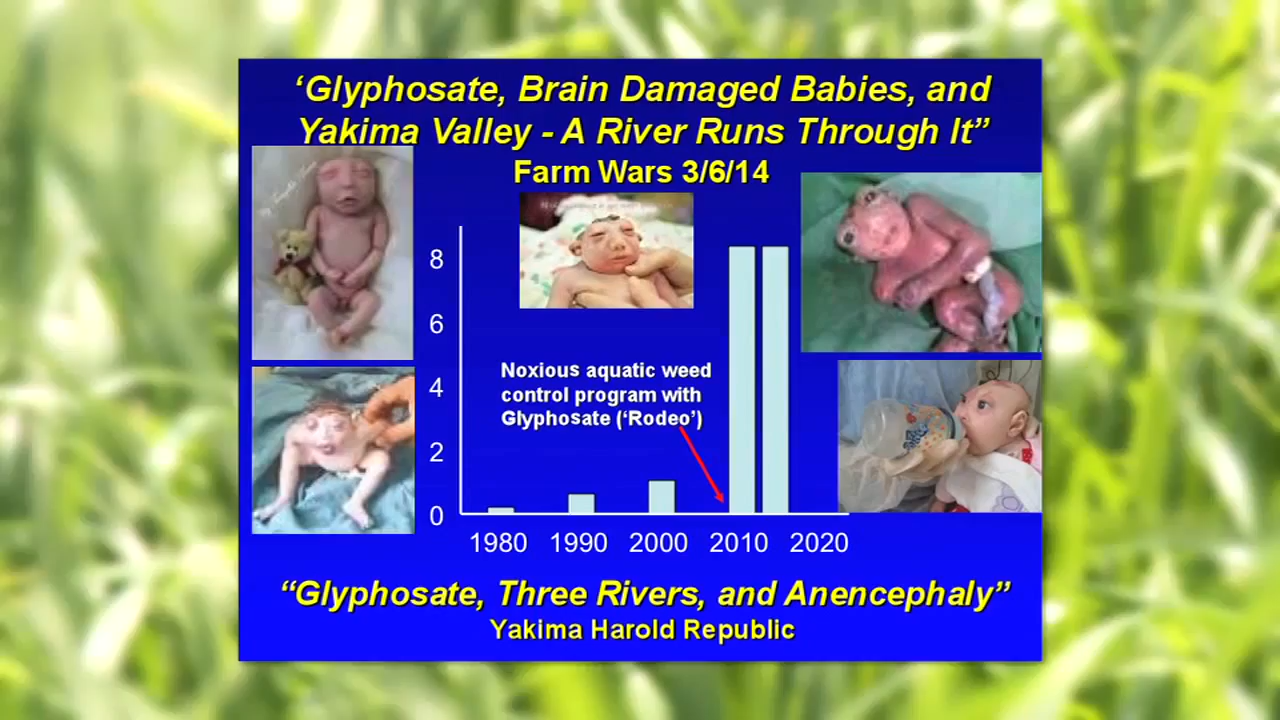 ‘Glyphosate, Brain Damaged Babies, and
Yakima Valley - A River Runs Through It”
Farm Wars 3/6/14
8
6
4
2
0
Noxious aquatic weed
control program with
Glyphosate (‘Rodeo’)
1980 1990 2000 2010 2020
“Glyphosate, Three Rivers, and Anencephaly”
Yakima Harold Republic